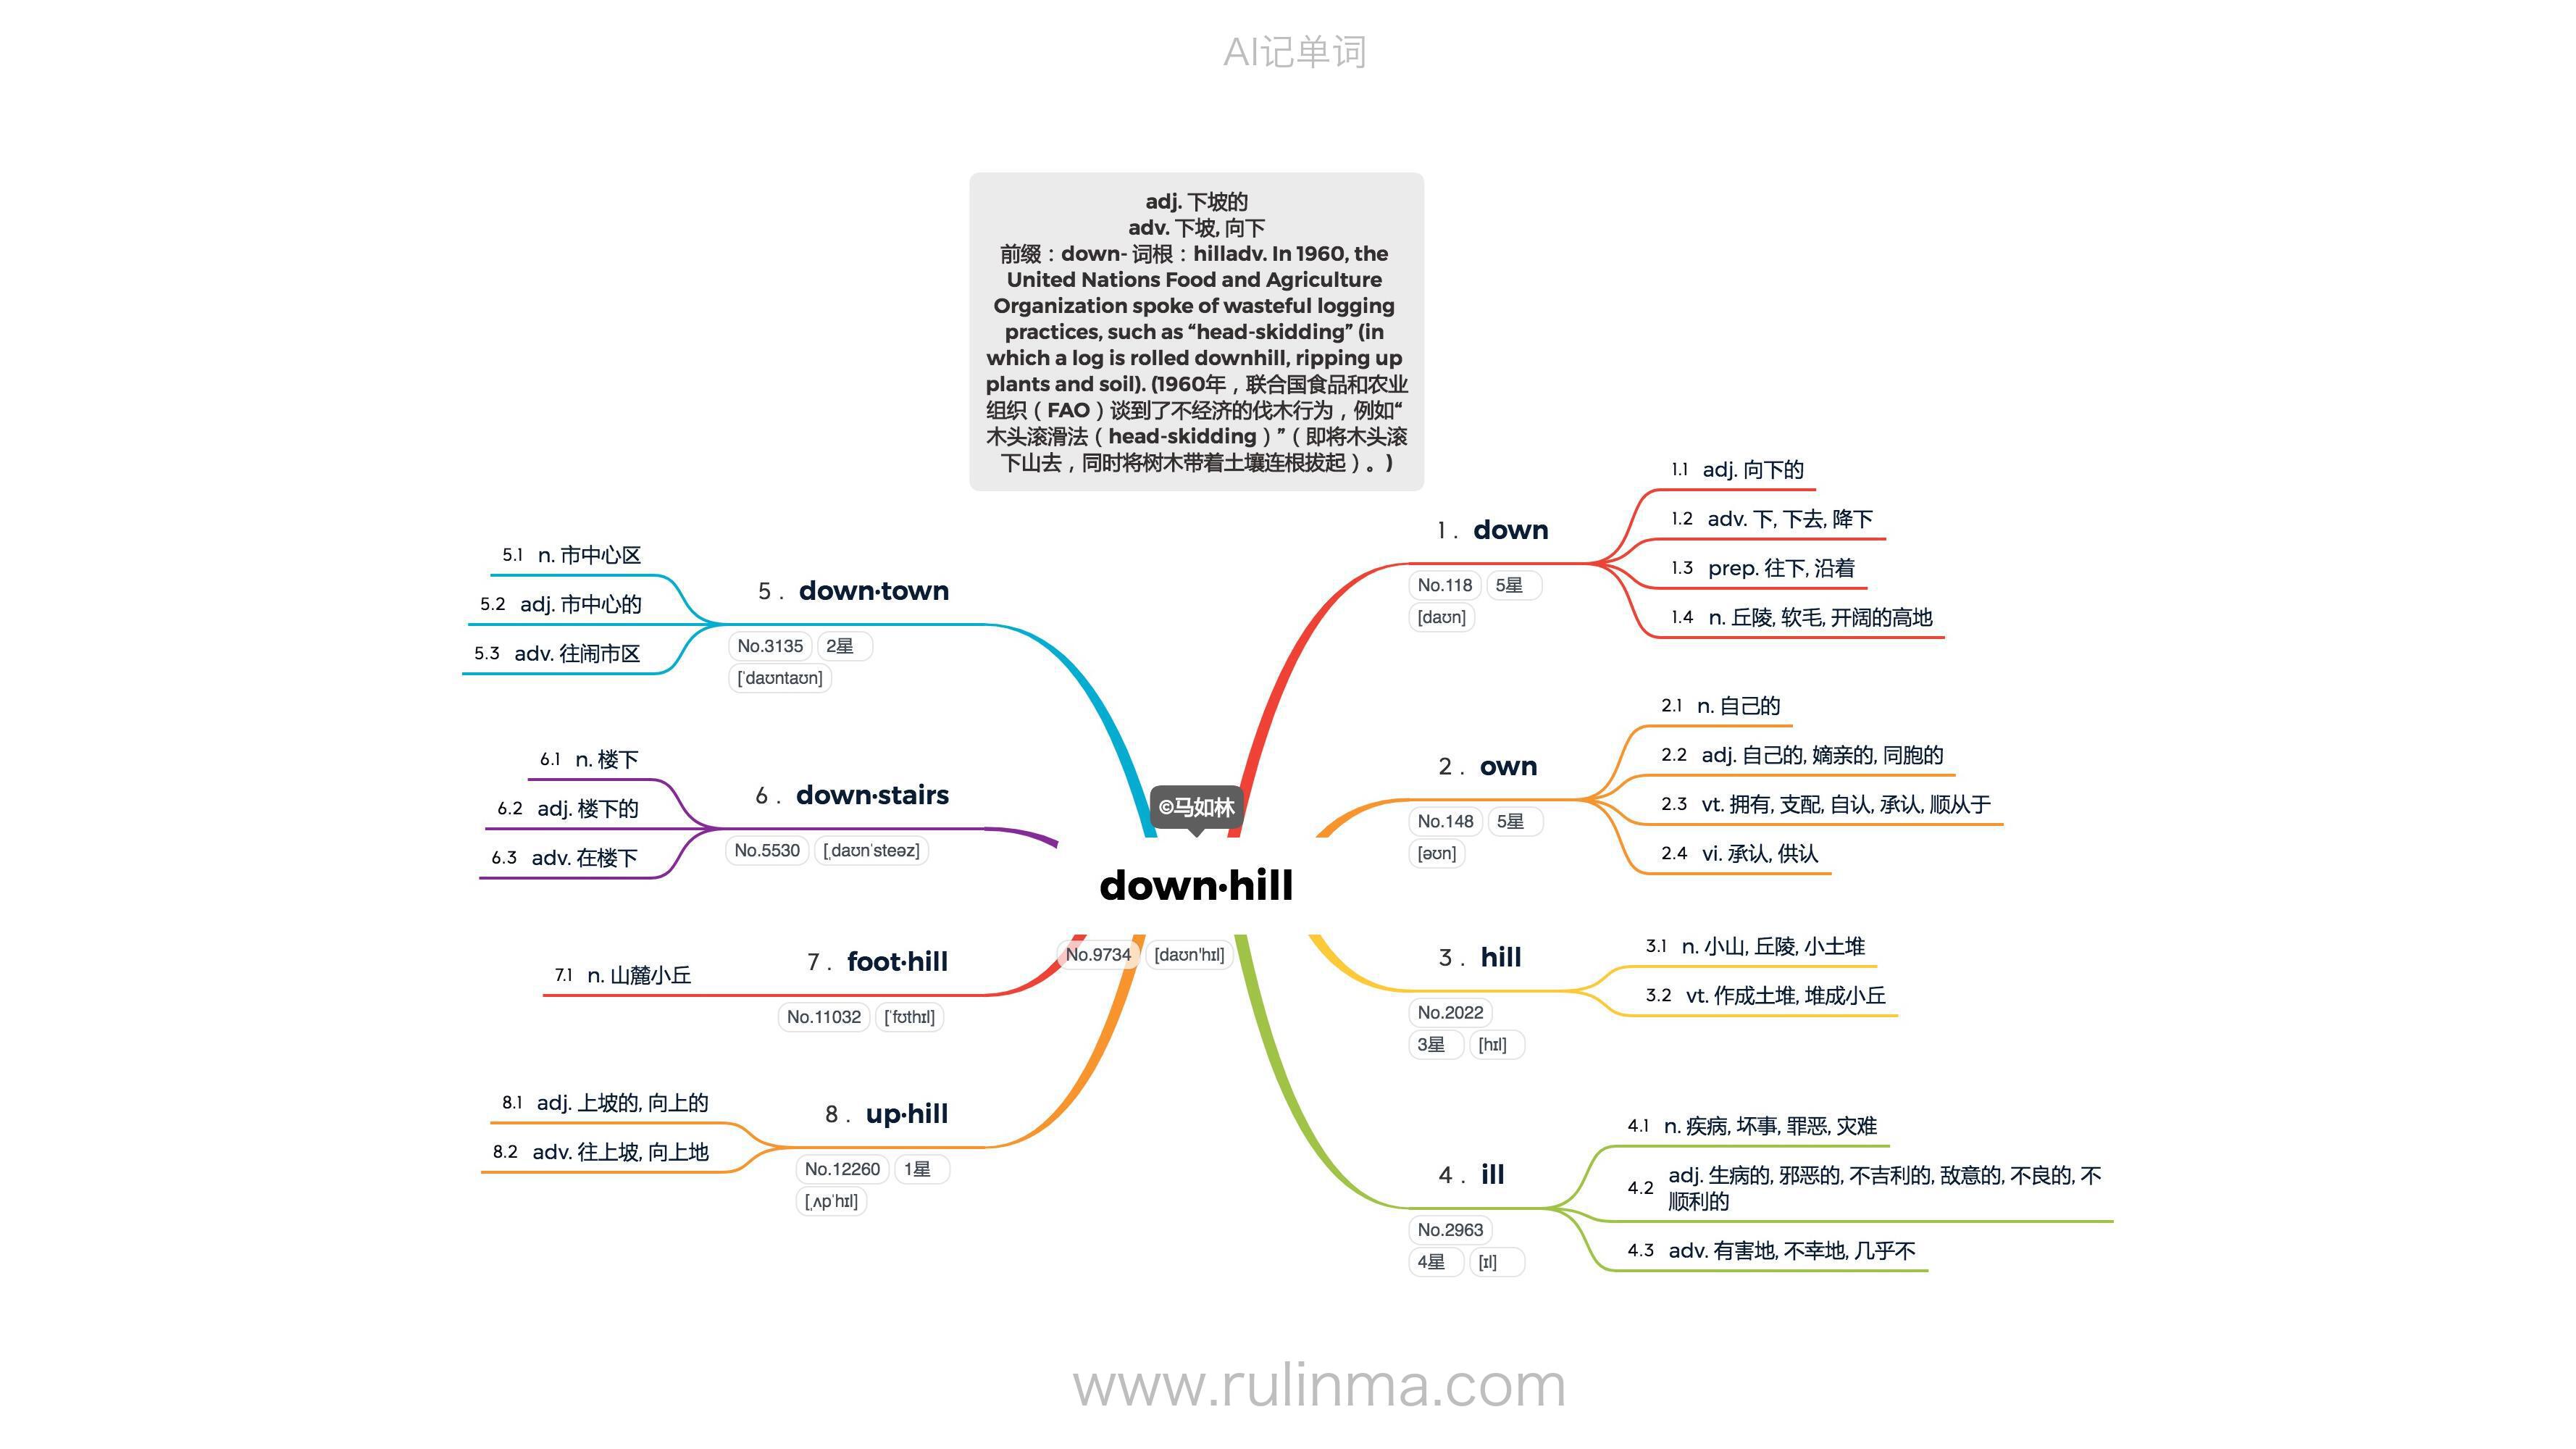 AI记单词
adj. 下坡的
adv. 下坡, 向下
前缀：down- 词根：hilladv. In 1960, the
United Nations Food and Agriculture
Organization spoke of wasteful logging
practices, such as “head-skidding” (in
which a log is rolled downhill, ripping up
plants and soil). (1960年，联合国食品和农业
组织（FAO）谈到了不经济的伐木行为，例如“
木头滚滑法（head-skidding）”（即将木头滚
下山去，同时将树木带着土壤连根拔起）。)
©马如林
down·hill
No.9734 [daʊn'hɪl]
1. down
No.118 5星
[daʊn]
1.1 adj. 向下的
1.2 adv. 下, 下去, 降下
1.3 prep. 往下, 沿着
1.4 n. 丘陵, 软毛, 开阔的高地
2. own
No.148 5星
[əʊn]
2.1 n. 自己的
2.2 adj. 自己的, 嫡亲的, 同胞的
2.3 vt. 拥有, 支配, 自认, 承认, 顺从于
2.4 vi. 承认, 供认
3. hill
No.2022
3星 [hɪl]
3.1 n. 小山, 丘陵, 小土堆
3.2 vt. 作成土堆, 堆成小丘
4. ill
No.2963
4星 [ɪl]
4.1 n. 疾病, 坏事, 罪恶, 灾难
4.2 adj. 生病的, 邪恶的, 不吉利的, 敌意的, 不良的, 不
顺利的
4.3 adv. 有害地, 不幸地, 几乎不
5. down·town
No.3135 2星
[ˈdaʊntaʊn]
5.1 n. 市中心区
5.2 adj. 市中心的
5.3 adv. 往闹市区
6. down·stairs
No.5530 [ˌdaʊnˈsteəz]
6.1 n. 楼下
6.2 adj. 楼下的
6.3 adv. 在楼下
7. foot·hill
No.11032 [ˈfʊthɪl]
7.1 n. 山麓小丘
8. up·hill
No.12260 1星
[ˌʌpˈhɪl]
8.1 adj. 上坡的, 向上的
8.2 adv. 往上坡, 向上地
www.rulinma.com